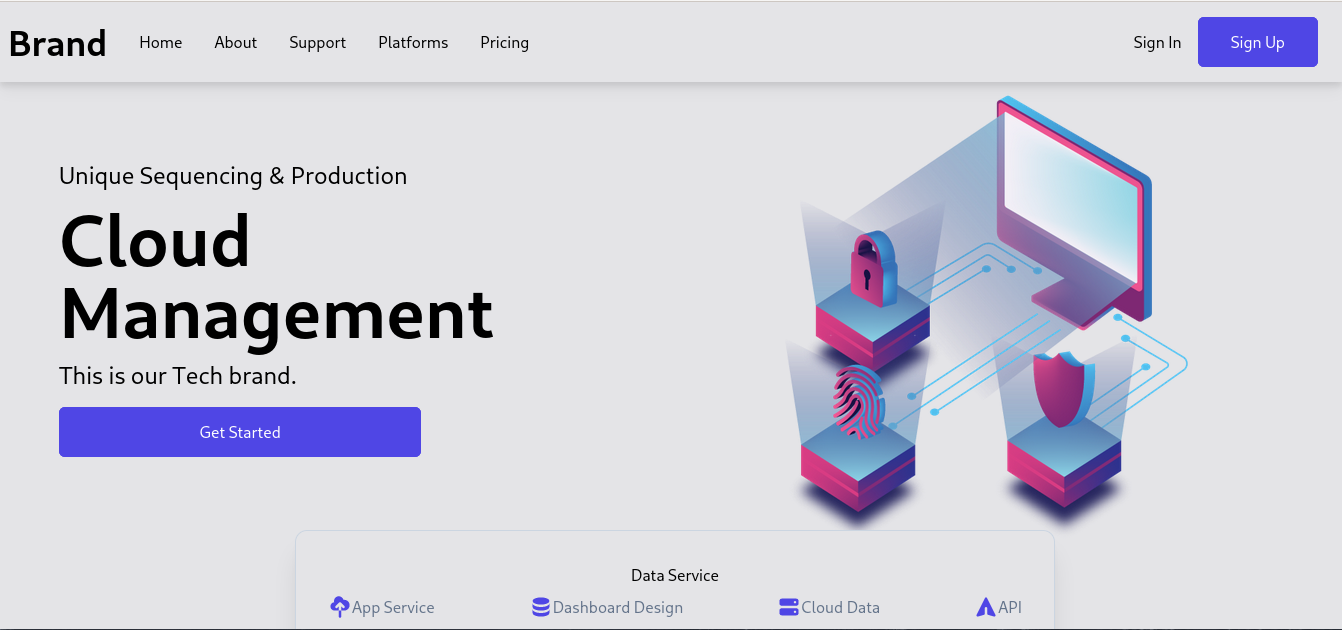 Brand Home About Support Platforms Pricing Sign In Sign Up
Unique Sequencing & Production
Cloud
Management
This is our Tech brand.
Get Started
Data Service
App Service Dashboard Design Cloud Data API